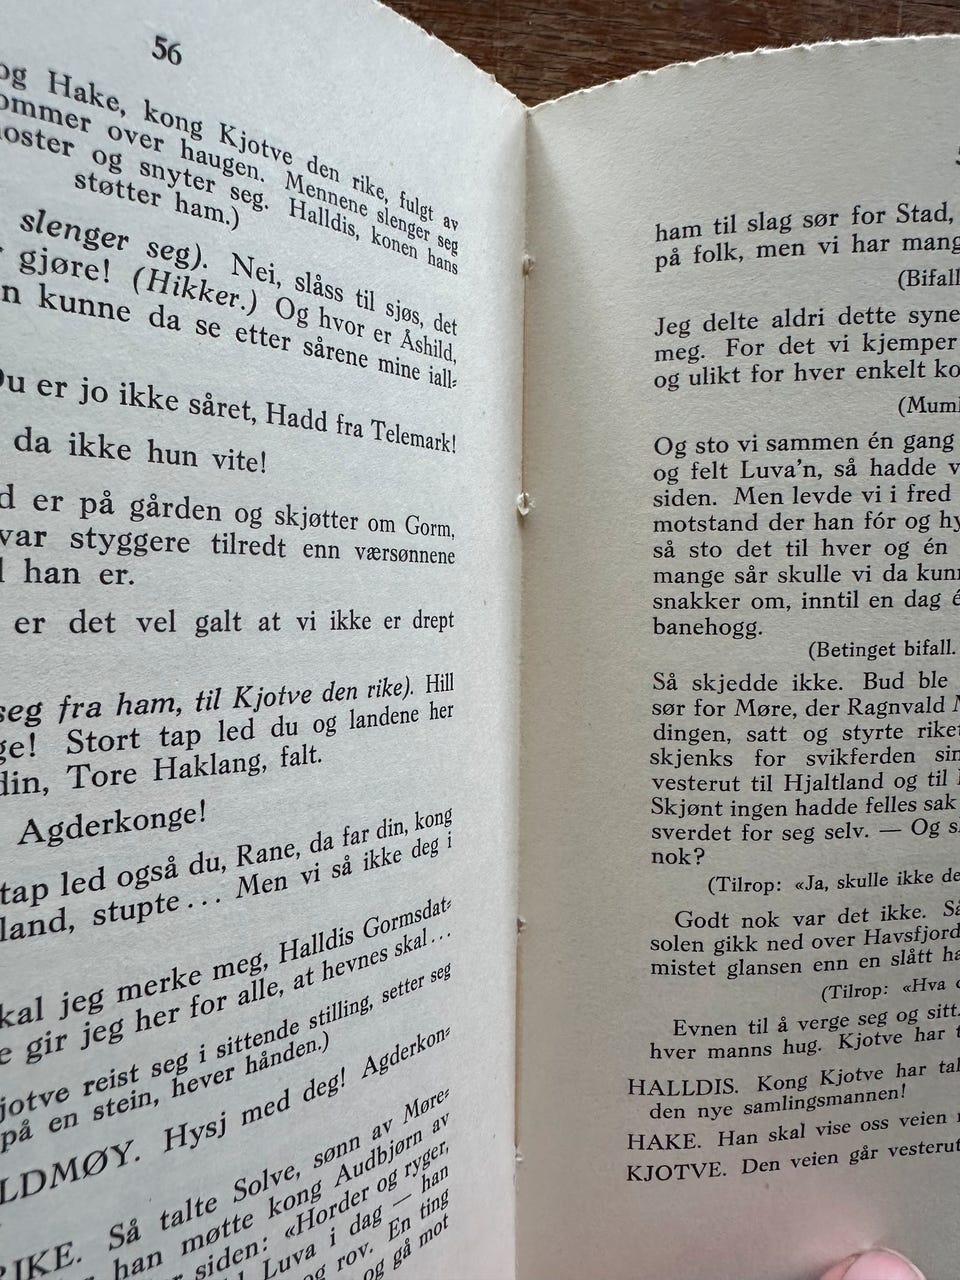 56
og Hake, kong Kjotve den rike, fulgt av
ommer over haugen. Mennene slenger seg
hoster og snyter seg. Halldis, konen hans
støtter ham.)
slenger seg). Nei, slåss til sjøs, det
gjøre! (Hikker.) Og hvor er Åshild,
n kunne da se etter sårene mine iall-
Du er jo ikke såret, Hadd fra Telemark!
da ikke hun vite!
d er på gården og skjøtter om Gorm,
var styggere tilredt enn værsønnene
l han er.
er det vel galt at vi ikke er drept
seg fra ham, til Kjotve den rike). Hill
ge! Stort tap led du og landene her
din, Tore Haklang, falt.
Agderkonge!
tap led også du, Rane, da far din, kong
land, stupte... Men vi så ikke deg i
kal jeg merke meg, Halldis Gormsdat-
e gir jeg her for alle, at hevnes skal...
jotve reist seg i sittende stilling, setter seg
på en stein, hever hånden.)
LDMØY. Hysj med deg! Agderkon-
RIKE. Så talte Solve, sønn av Møre-
han møtte kong Audbjørn av
siden: «Horder og ryger,
Luva i dag — han
og rov. En ting
og gå mot
ham til slag sør for Stad,
på folk, men vi har mang
(Bifall
Jeg delte aldri dette syne
meg. For det vi kjemper
og ulikt for hver enkelt ko
(Muml
Og sto vi sammen én gang
og felt Luva'n, så hadde v
siden. Men levde vi i fred
motstand der han fór og hy
så sto det til hver og én
mange sår skulle vi da kunn
snakker om, inntil en dag é
banehogg.
(Betinget bifall.
Så skjedde ikke. Bud ble
sør for Møre, der Ragnvald M
dingen, satt og styrte riket
skjenks for svikferden sin
vesterut til Hjaltland og til
Skjønt ingen hadde felles sak
sverdet for seg selv. — Og s
nok?
(Tilrop: «Ja, skulle ikke de
Godt nok var det ikke. Så
solen gikk ned over Havsfjord
mistet glansen enn en slått ha
(Tilrop: «Hva
Evnen til å verge seg og sitt.
hver manns hug. Kjotve har t
HALLDIS. Kong Kjotve har tal
den nye samlingsmannen!
HAKE. Han skal vise oss veien
KJOTVE. Den veien går vesterut